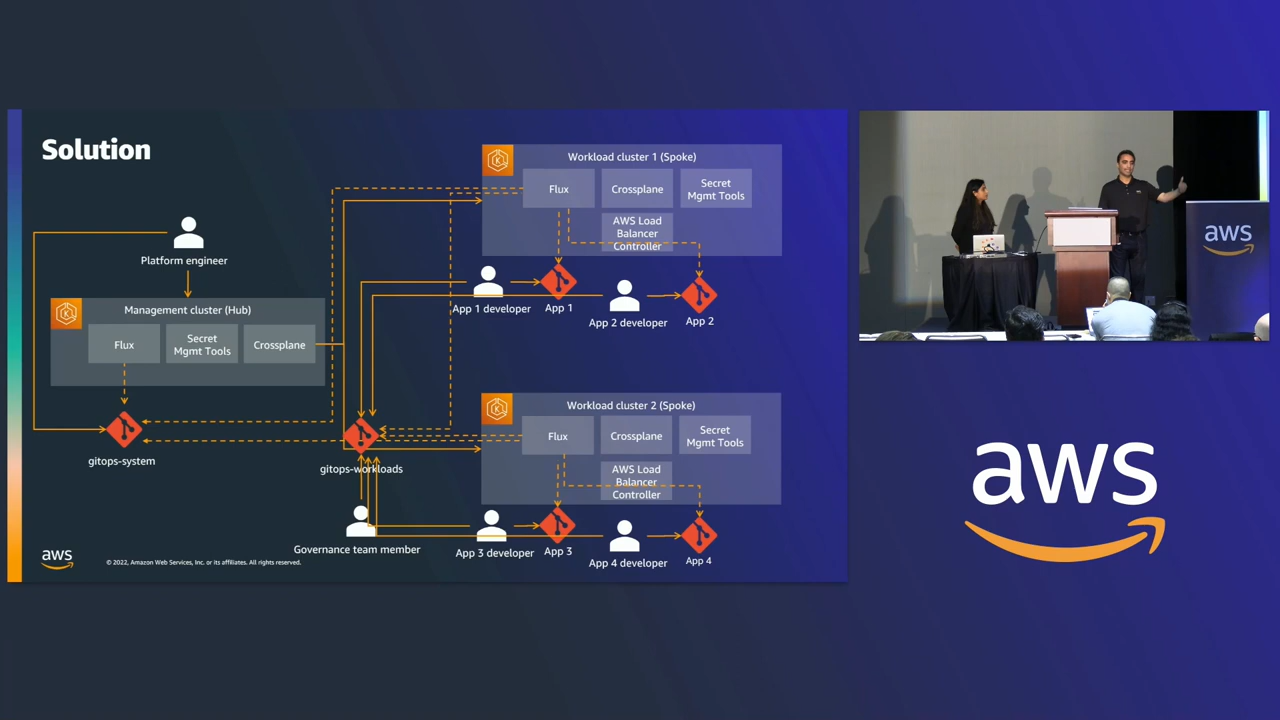 Solution
Workload cluster 1 (Spoke)
Flux
Crossplane
Secret
Mgmt Tools
AWS Load
Balancer
Controller
Platform engineer
App 1 developer
App 1
App 2 developer
App 2
Management cluster (Hub)
Flux
Secret
Mgmt Tools
Crossplane
gitops-system
gitops-workloads
Workload cluster 2 (Spoke)
Flux
Crossplane
Secret
Mgmt Tools
AWS Load
Balancer
Controller
Governance team member
App 3 developer
App 3
App 4 developer
App 4
aws
© 2022, Amazon Web Services, Inc. or its affiliates. All rights reserved.
aws
aws